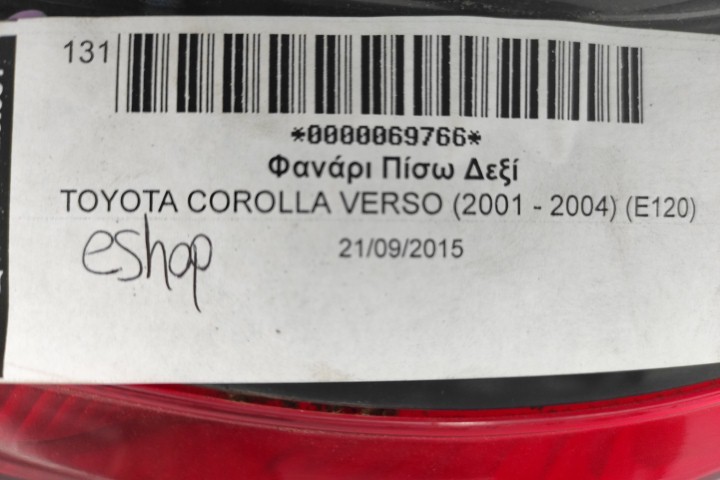 131
*0000069766*
Φανάρι Πίσω Δεξί
TOYOTA COROLLA VERSO (2001 - 2004) (E120)
eshop
21/09/2015